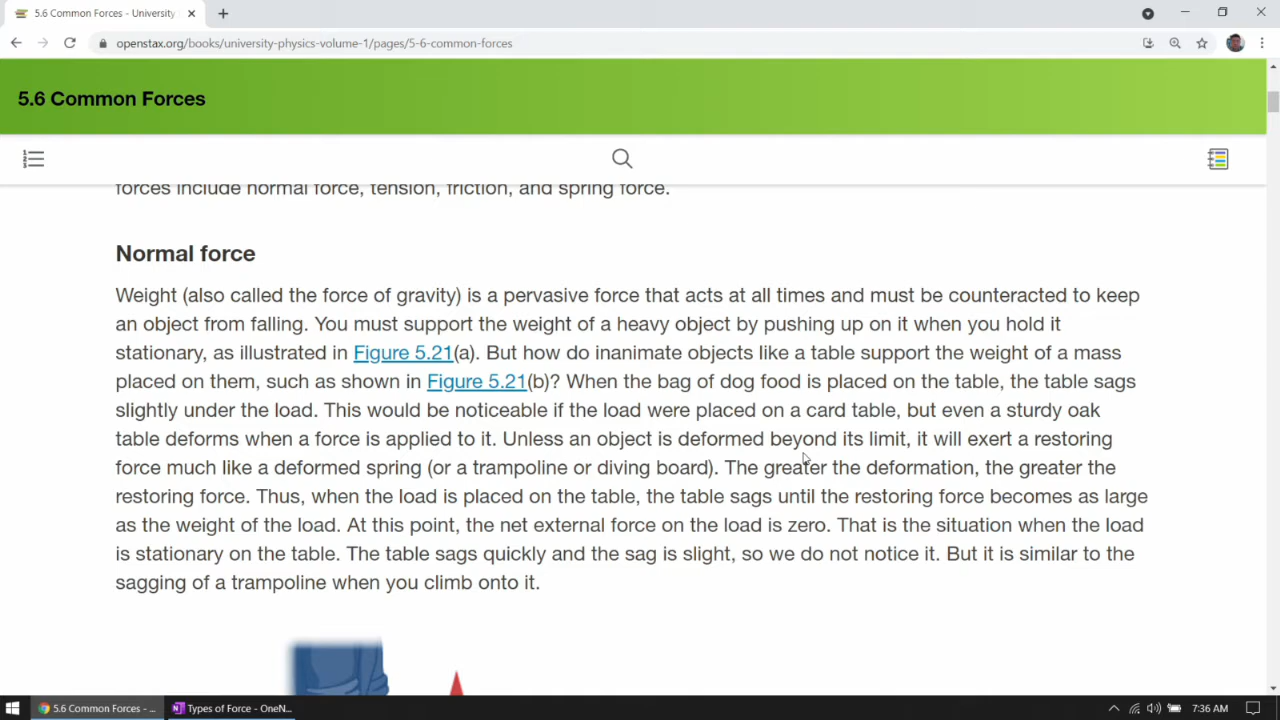 5.6 Common Forces - University
openstax.org/books/university-physics-volume-1/pages/5-6-common-forces
5.6 Common Forces
forces include normal force, tension, friction, and spring force.
Normal force
Weight (also called the force of gravity) is a pervasive force that acts at all times and must be counteracted to keep
an object from falling. You must support the weight of a heavy object by pushing up on it when you hold it
stationary, as illustrated in Figure 5.21(a). But how do inanimate objects like a table support the weight of a mass
placed on them, such as shown in Figure 5.21(b)? When the bag of dog food is placed on the table, the table sags
slightly under the load. This would be noticeable if the load were placed on a card table, but even a sturdy oak
table deforms when a force is applied to it. Unless an object is deformed beyond its limit, it will exert a restoring
force much like a deformed spring (or a trampoline or diving board). The greater the deformation, the greater the
restoring force. Thus, when the load is placed on the table, the table sags until the restoring force becomes as large
as the weight of the load. At this point, the net external force on the load is zero. That is the situation when the load
is stationary on the table. The table sags quickly and the sag is slight, so we do not notice it. But it is similar to the
sagging of a trampoline when you climb onto it.
5.6 Common Forces - ...
Types of Force - OneN...
7:36 AM